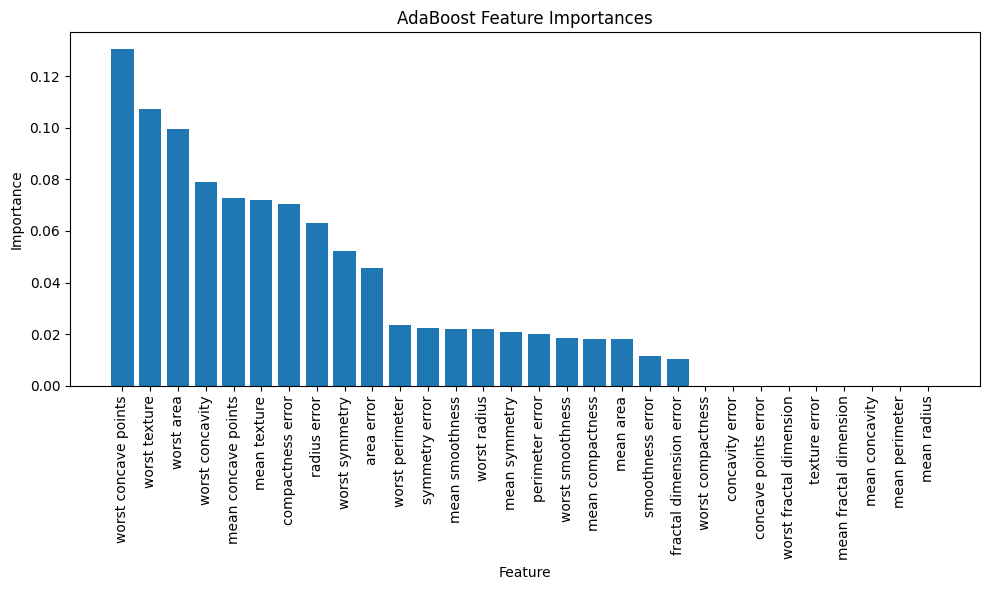 AdaBoost Feature Importances
Importance
0.12
0.10
0.08
0.06
0.04
0.02
0.00
worst concave points
worst texture
worst area
worst concavity
mean concave points
mean texture
compactness error
radius error
worst symmetry
area error
worst perimeter
symmetry error
mean smoothness
worst radius
mean symmetry
perimeter error
worst smoothness
mean compactness
mean area
smoothness error
fractal dimension error
worst compactness
concavity error
concave points error
worst fractal dimension
texture error
mean fractal dimension
mean concavity
mean perimeter
mean radius
Feature